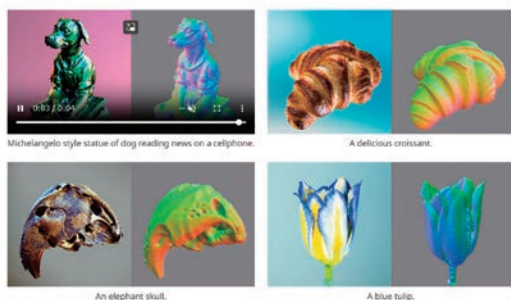 0:03 / 0:04
Michelangelo style statue of dog reading news on a cellphone.
A delicious croissant.
An elephant skull.
A blue tulip.